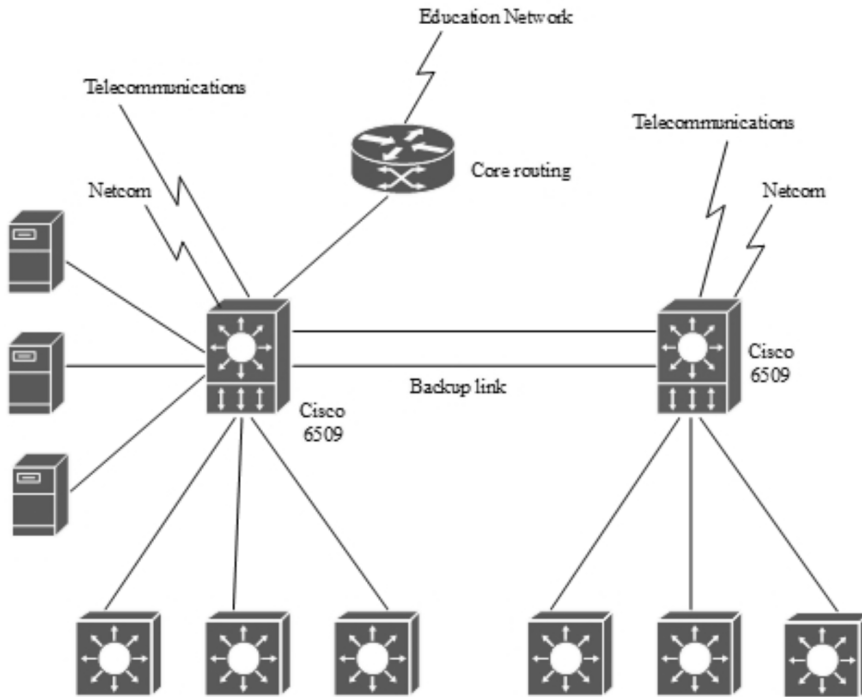 Education Network
Telecommunications
Telecommunications
Core routing
Netcom
Netcom
Cisco
6509
Backup link
Cisco
6509